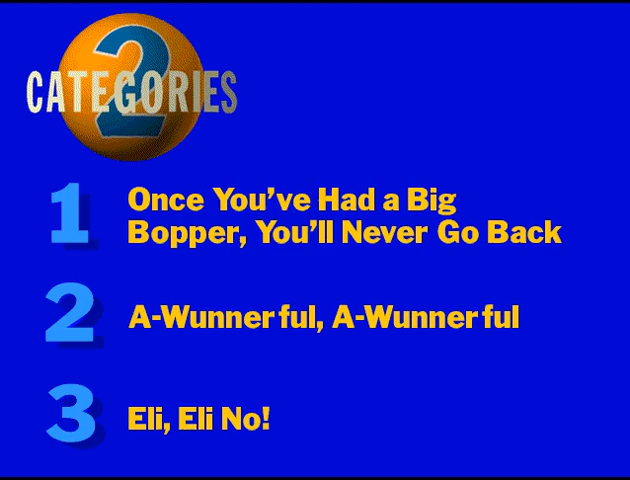 2
CATEGORIES
1
Once You've Had a Big
Bopper, You'll Never Go Back
2
A-Wunnerful, A-Wunnerful
3
Eli, Eli No!